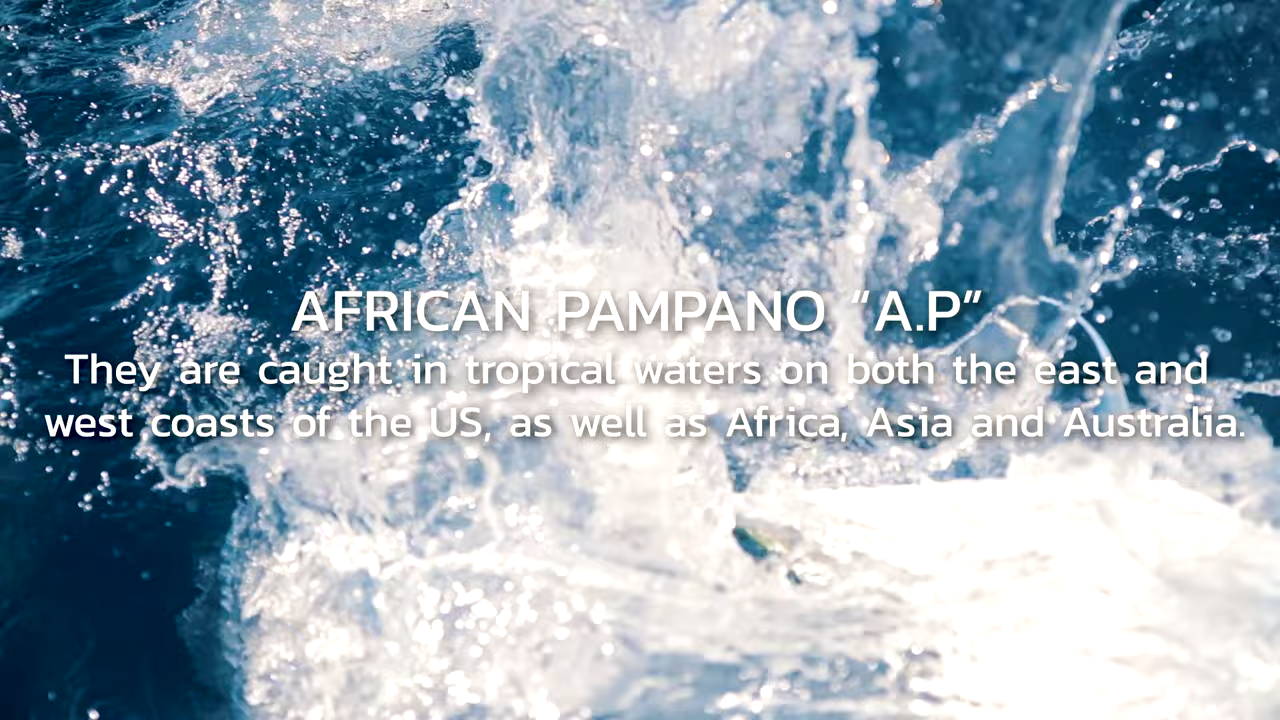 AFRICAN PAMPANO “A.P”
They are caught in tropical waters on both the east and
west coasts of the US, as well as Africa, Asia and Australia.